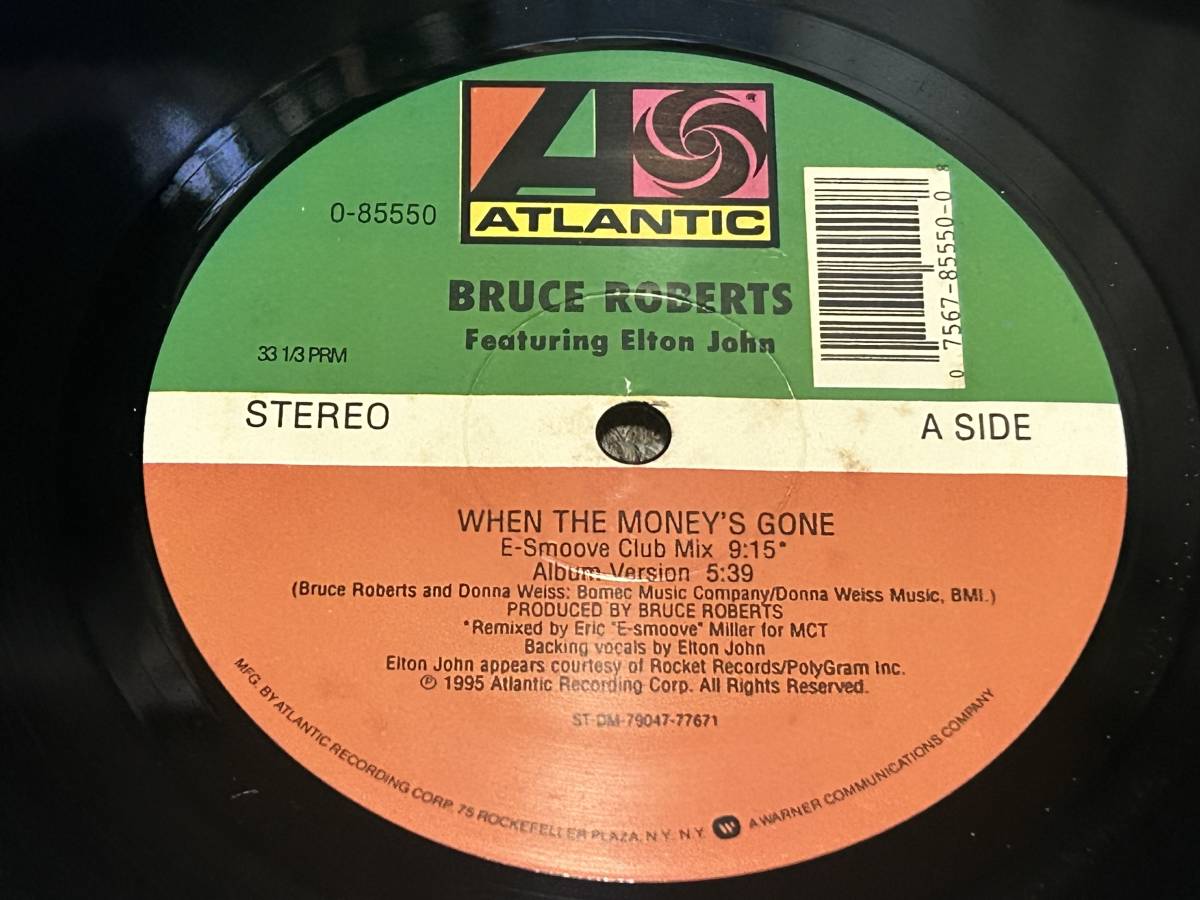 ATLANTIC
0-85550
BRUCE ROBERTS
Featuring Elton John
33 1/3 PRM
0 7567-85550-0 8
STEREO
A SIDE
WHEN THE MONEY'S GONE
E-Smoove Club Mix 9:15*
Album Version 5:39
(Bruce Roberts and Donna Weiss: Bomec Music Company/Donna Weiss Music, BMI.)
PRODUCED BY BRUCE ROBERTS
*Remixed by Eric "E-smoove" Miller for MCT
Backing vocals by Elton John
Elton John appears courtesy of Rocket Records/PolyGram Inc.
℗ 1995 Atlantic Recording Corp. All Rights Reserved.
ST-DM-79047-77671
MFG. BY ATLANTIC RECORDING CORP. 75 ROCKEFELLER PLAZA, N.Y. N.Y. A WARNER COMMUNICATIONS COMPANY